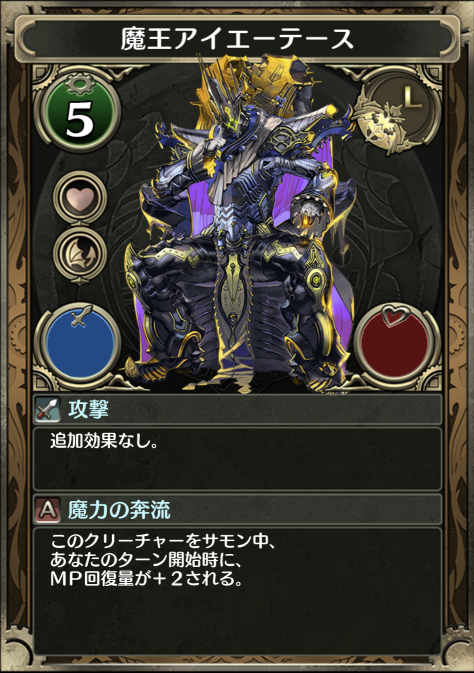 魔王アイエーテース
5
L
攻撃
追加効果なし。
A 魔力の奔流
このクリーチャーをサモン中、
あなたのターン開始時に、
ＭＰ回復量が＋２される。